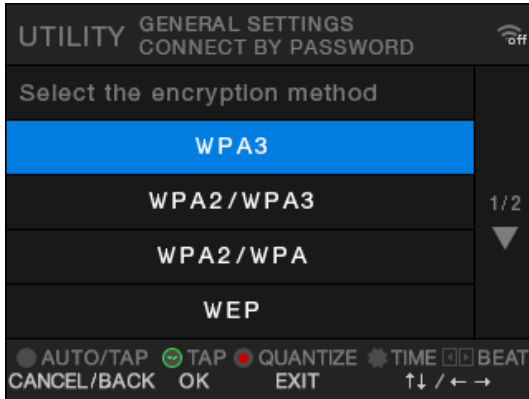 UTILITY GENERAL SETTINGS
CONNECT BY PASSWORD
off
Select the encryption method
WPA3
WPA2/WPA3
1/2
WPA2/WPA
WEP
AUTO/TAP TAP QUANTIZE TIME BEAT
CANCEL/BACK OK EXIT ↑↓/←→